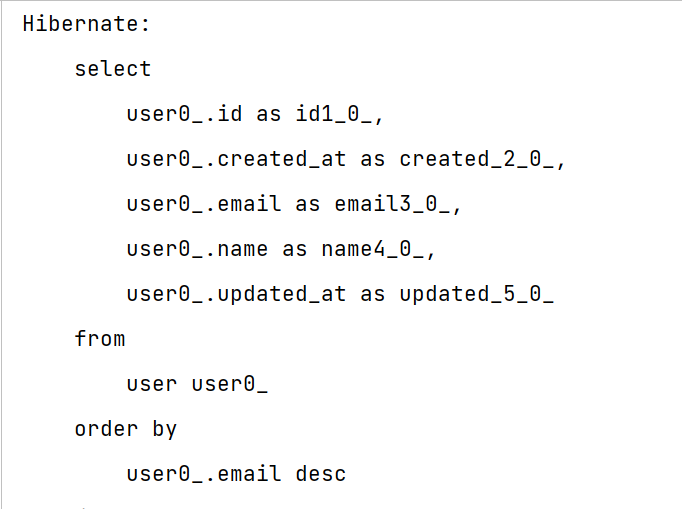 Hibernate:
    select
        user0_.id as id1_0_,
        user0_.created_at as created_2_0_,
        user0_.email as email3_0_,
        user0_.name as name4_0_,
        user0_.updated_at as updated_5_0_
    from
        user user0_
    order by
        user0_.email desc